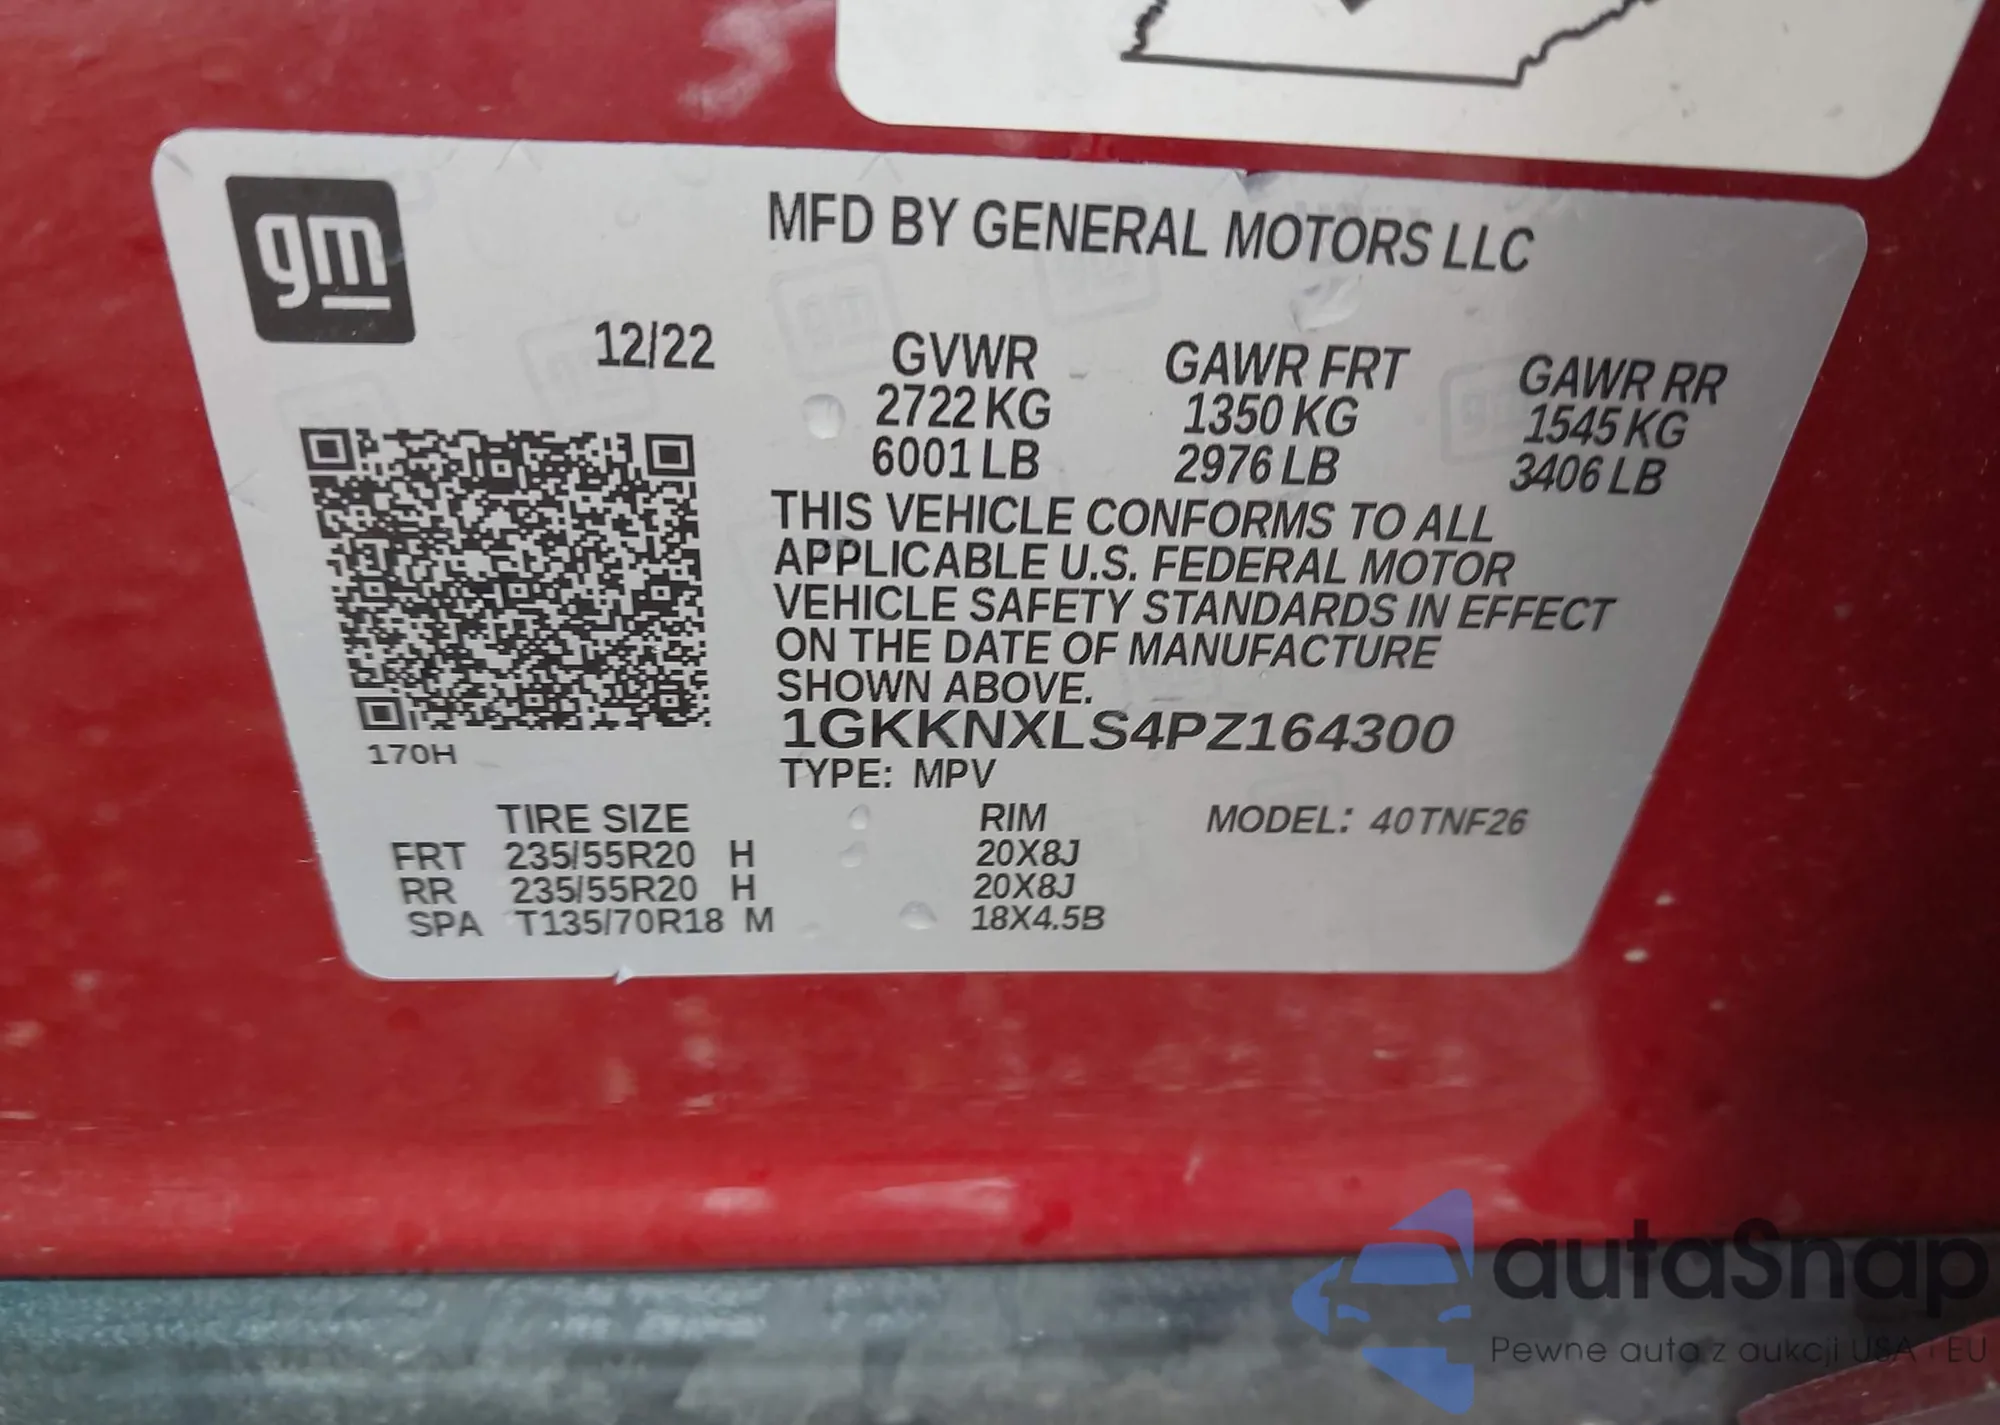 gm
MFD BY GENERAL MOTORS LLC
12/22
GVWR GAWR FRT GAWR RR
2722 KG 1350 KG 1545 KG
6001 LB 2976 LB 3406 LB
THIS VEHICLE CONFORMS TO ALL
APPLICABLE U.S. FEDERAL MOTOR
VEHICLE SAFETY STANDARDS IN EFFECT
ON THE DATE OF MANUFACTURE
SHOWN ABOVE.
1GKKNXLS4PZ164300
170H
TYPE: MPV
TIRE SIZE RIM MODEL: 40TNF26
FRT 235/55R20 H 20X8J
RR 235/55R20 H 20X8J
SPA T135/70R18 M 18X4.5B
autaSnap
Pewne auta z aukcji USA i EU